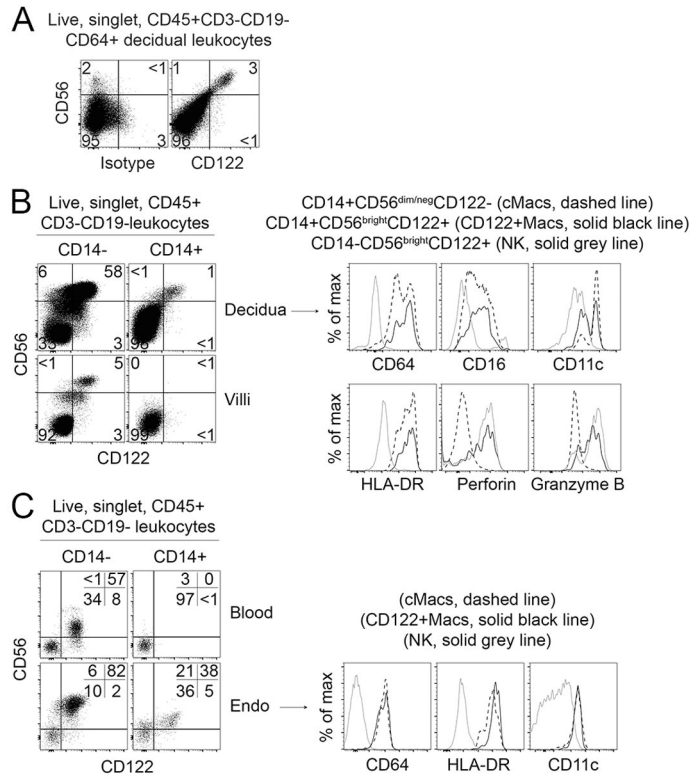 A
Live, singlet, CD45+CD3-CD19-
CD64+ decidual leukocytes
CD56
2 <1
95 3
1 3
96 <1
Isotype CD122
B
Live, singlet, CD45+
CD3-CD19-leukocytes
CD14- CD14+
CD14+CD56dim/negCD122- (cMacs, dashed line)
CD14+CD56brightCD122+ (CD122+Macs, solid black line)
CD14-CD56brightCD122+ (NK, solid grey line)
CD56
6 58
33 3
<1 1
98 <1
Decidua
<1 5
92 3
0 <1
99 <1
Villi
CD122
% of max
CD64 CD16 CD11c
% of max
HLA-DR Perforin Granzyme B
C
Live, singlet, CD45+
CD3-CD19- leukocytes
CD14- CD14+
CD56
<1 57
34 8
3 0
97 <1
Blood
6 82
10 2
21 38
36 5
Endo
CD122
(cMacs, dashed line)
(CD122+Macs, solid black line)
(NK, solid grey line)
% of max
CD64 HLA-DR CD11c